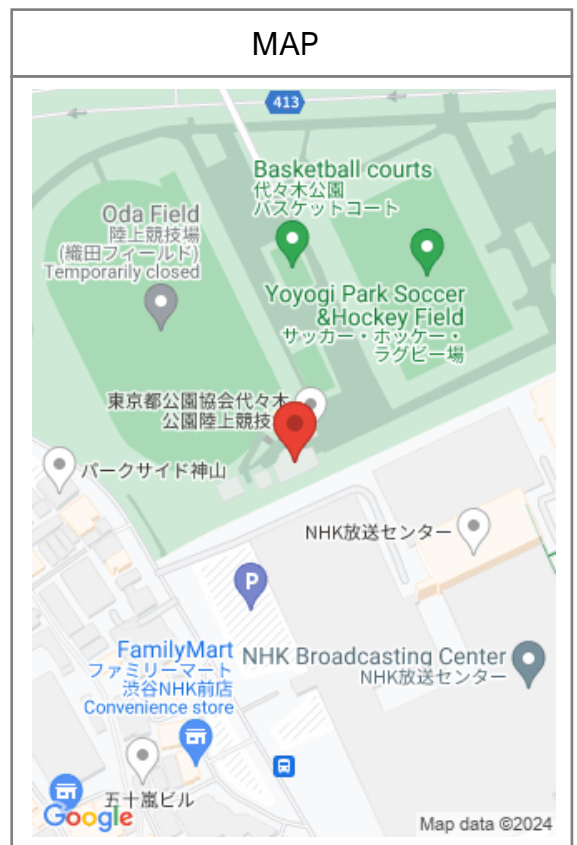 MAP
413
Basketball courts
代々木公園
バスケットコート
Oda Field
陸上競技場
(織田フィールド)
Temporarily closed
Yoyogi Park Soccer
&Hockey Field
サッカー・ホッケー・
ラグビー場
東京都公園協会代々木
公園陸上競技
パークサイド神山
NHK放送センター
P
FamilyMart
ファミリーマート
渋谷NHK前店
Convenience store
NHK Broadcasting Center
NHK放送センター
五十嵐ビル
Google
Map data ©2024